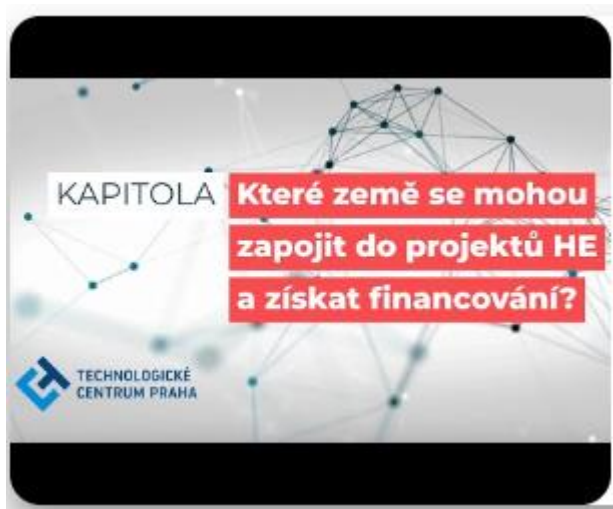 KAPITOLA Které země se mohou
zapojit do projektů HE
a získat financování?
TECHNOLOGICKÉ
CENTRUM PRAHA